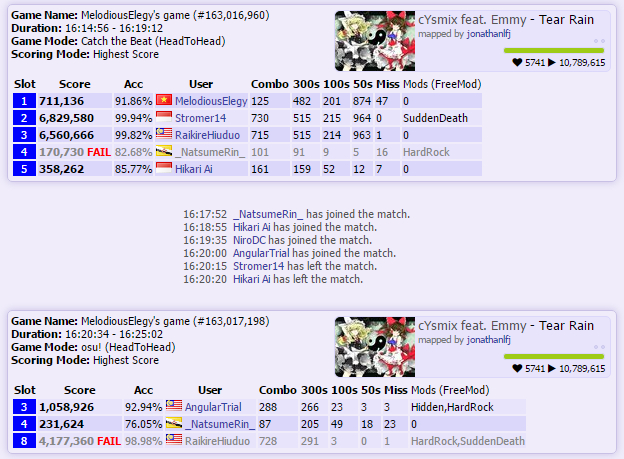 Game Name: MelodiousElegy's game (#163,016,960)
Duration: 16:14:56 - 16:19:12
Game Mode: Catch the Beat (HeadToHead)
Scoring Mode: Highest Score
cYsmix feat. Emmy - Tear Rain
mapped by jonathanlfj
5741 10,789,615
Slot Score Acc User Combo 300s 100s 50s Miss Mods (FreeMod)
1 711,136 91.86% MelodiousElegy 125 482 201 874 47 0
2 6,829,580 99.94% Stromer14 730 515 215 964 0 SuddenDeath
3 6,560,666 99.82% RaikireHiuduo 715 515 214 963 1 0
4 170,730 FAIL 82.68% _NatsumeRin_ 101 91 9 5 16 HardRock
5 358,262 85.77% Hikari Ai 161 159 52 12 7 0
16:17:52 _NatsumeRin_ has joined the match.
16:18:55 Hikari Ai has joined the match.
16:19:35 NiroDC has joined the match.
16:20:00 AngularTrial has joined the match.
16:20:15 Stromer14 has left the match.
16:20:20 Hikari Ai has left the match.
Game Name: MelodiousElegy's game (#163,017,198)
Duration: 16:20:34 - 16:25:02
Game Mode: osu! (HeadToHead)
Scoring Mode: Highest Score
cYsmix feat. Emmy - Tear Rain
mapped by jonathanlfj
5741 10,789,615
Slot Score Acc User Combo 300s 100s 50s Miss Mods (FreeMod)
3 1,058,926 92.94% AngularTrial 288 266 23 3 3 Hidden,HardRock
4 231,624 76.05% _NatsumeRin_ 87 205 49 18 23 0
8 4,177,360 FAIL 98.98% RaikireHiuduo 728 291 3 0 1 HardRock,SuddenDeath